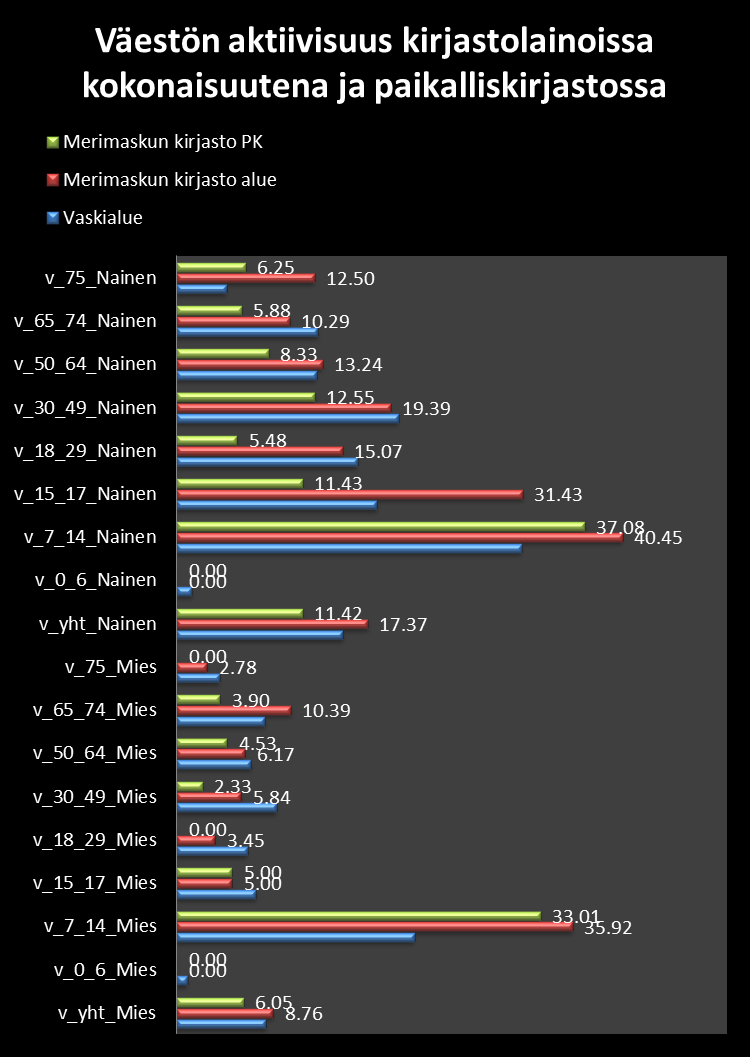 Väestön aktiivisuus kirjastolainoissa
kokonaisuutena ja paikalliskirjastossa
Merimaskun kirjasto PK
Merimaskun kirjasto alue
Vaskialue
v_75_Nainen
6.25
12.50
v_65_74_Nainen
5.88
10.29
v_50_64_Nainen
8.33
13.24
v_30_49_Nainen
12.55
19.39
v_18_29_Nainen
5.48
15.07
v_15_17_Nainen
11.43
31.43
v_7_14_Nainen
37.08
40.45
v_0_6_Nainen
0.00
0.00
v_yht_Nainen
11.42
17.37
v_75_Mies
0.00
2.78
v_65_74_Mies
3.90
10.39
v_50_64_Mies
4.53
6.17
v_30_49_Mies
2.33
5.84
v_18_29_Mies
0.00
3.45
v_15_17_Mies
5.00
5.00
v_7_14_Mies
33.01
35.92
v_0_6_Mies
0.00
0.00
v_yht_Mies
6.05
8.76